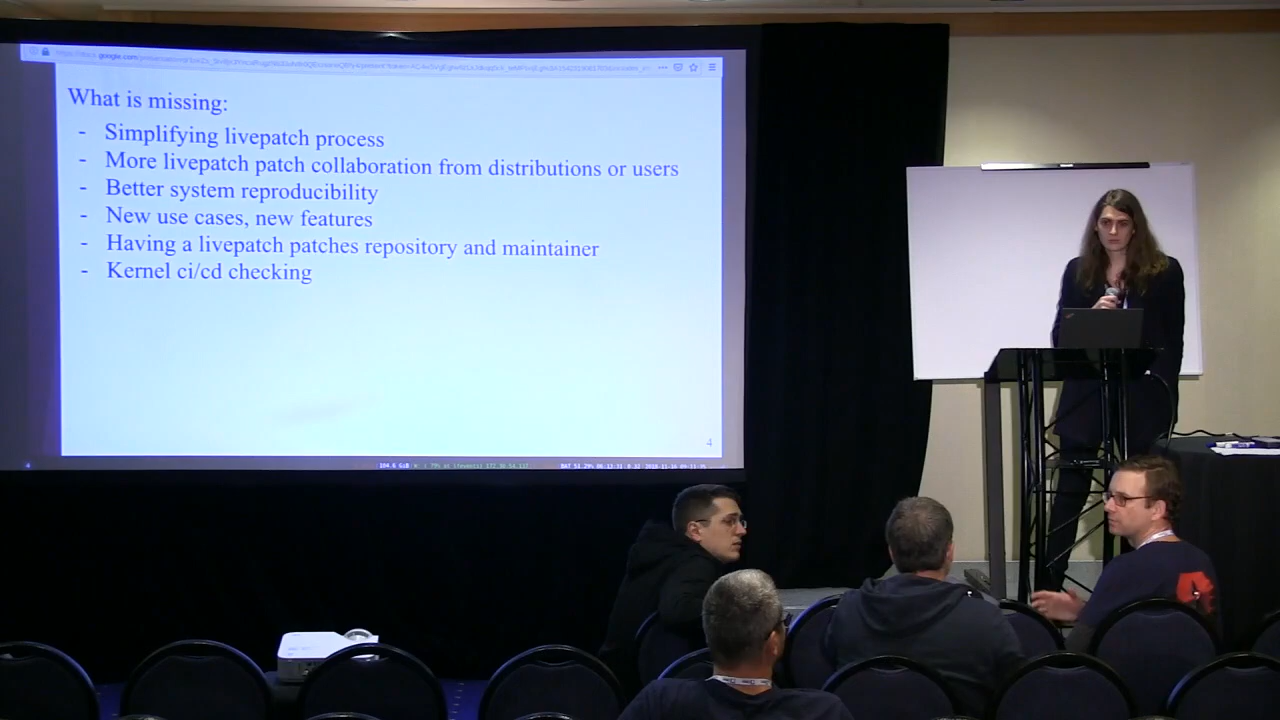 What is missing:
- Simplifying livepatch process
- More livepatch patch collaboration from distributions or users
- Better system reproducibility
- New use cases, new features
- Having a livepatch patches repository and maintainer
- Kernel ci/cd checking
4